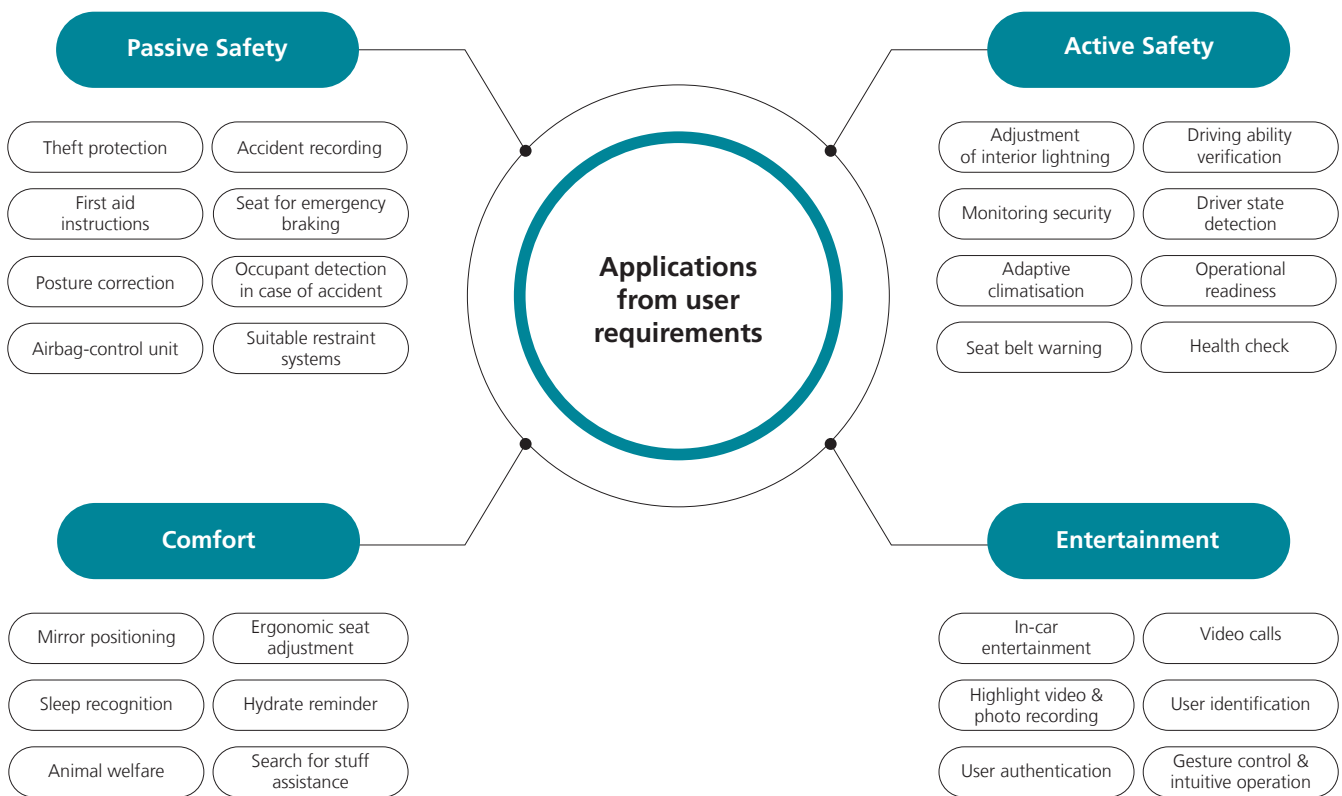 Passive Safety
Theft protection
Accident recording
First aid
instructions
Seat for emergency
braking
Posture correction
Occupant detection
in case of accident
Airbag-control unit
Suitable restraint
systems
Active Safety
Adjustment
of interior lightning
Driving ability
verification
Monitoring security
Driver state
detection
Adaptive
climatisation
Operational
readiness
Seat belt warning
Health check
Applications
from user
requirements
Comfort
Mirror positioning
Ergonomic seat
adjustment
Sleep recognition
Hydrate reminder
Animal welfare
Search for stuff
assistance
Entertainment
In-car
entertainment
Video calls
Highlight video &
photo recording
User identification
User authentication
Gesture control &
intuitive operation